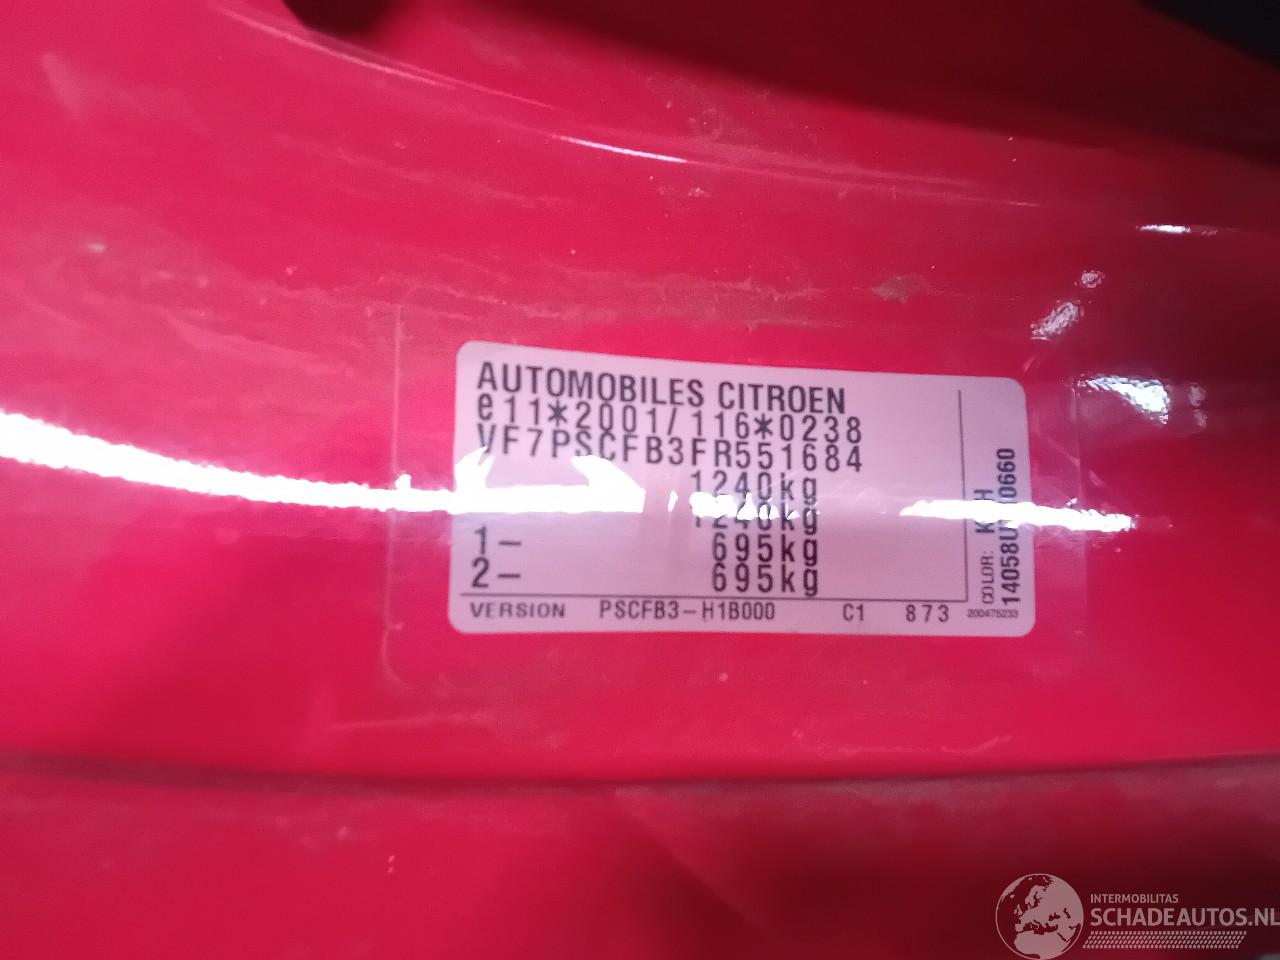 AUTOMOBILES CITROEN
e11*2001/116*0238
VF7PSCFB3FR551684
1240kg
1240kg
1- 695kg
2- 695kg
VERSION PSCFB3-H1B000 C1 873
COLOR:
200475233
INTERMOBILITAS
SCHADEAUTOS.NL